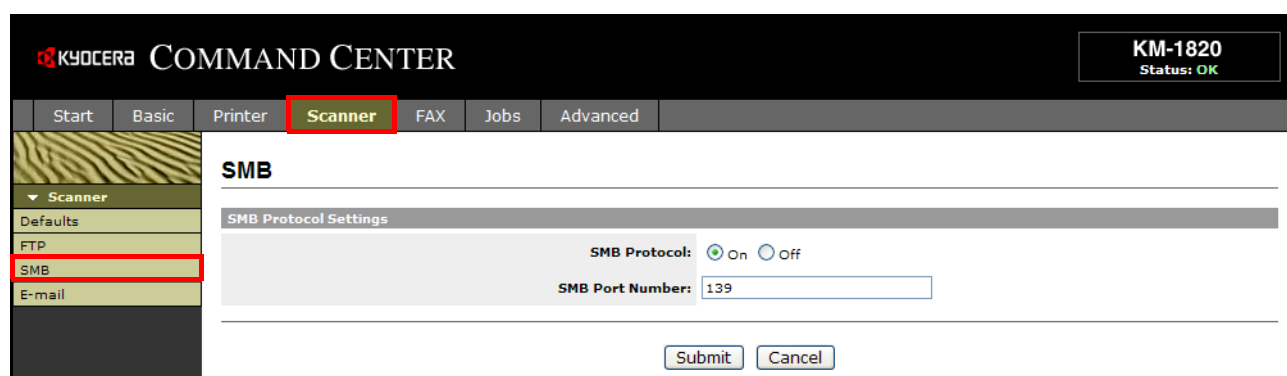 KYOCERA COMMAND CENTER
KM-1820
Status: OK
Start Basic Printer Scanner FAX Jobs Advanced
SMB
Scanner
Defaults
FTP
SMB
E-mail
SMB Protocol Settings
SMB Protocol: On Off
SMB Port Number: 139
Submit Cancel